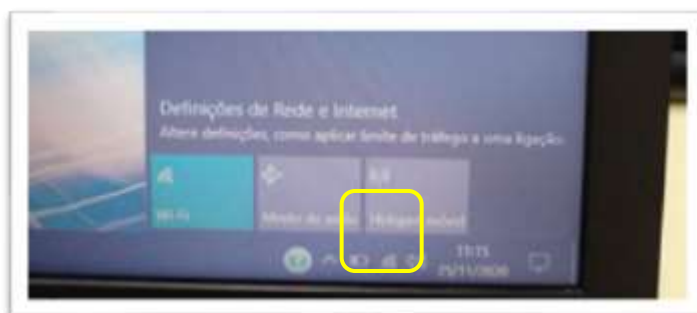 Definições de Rede e Internet
Altere definições, como aplicar limite de tráfego a uma ligação
Wi-Fi
Modo de avião
Hotspot móvel
11:15
25/11/2020